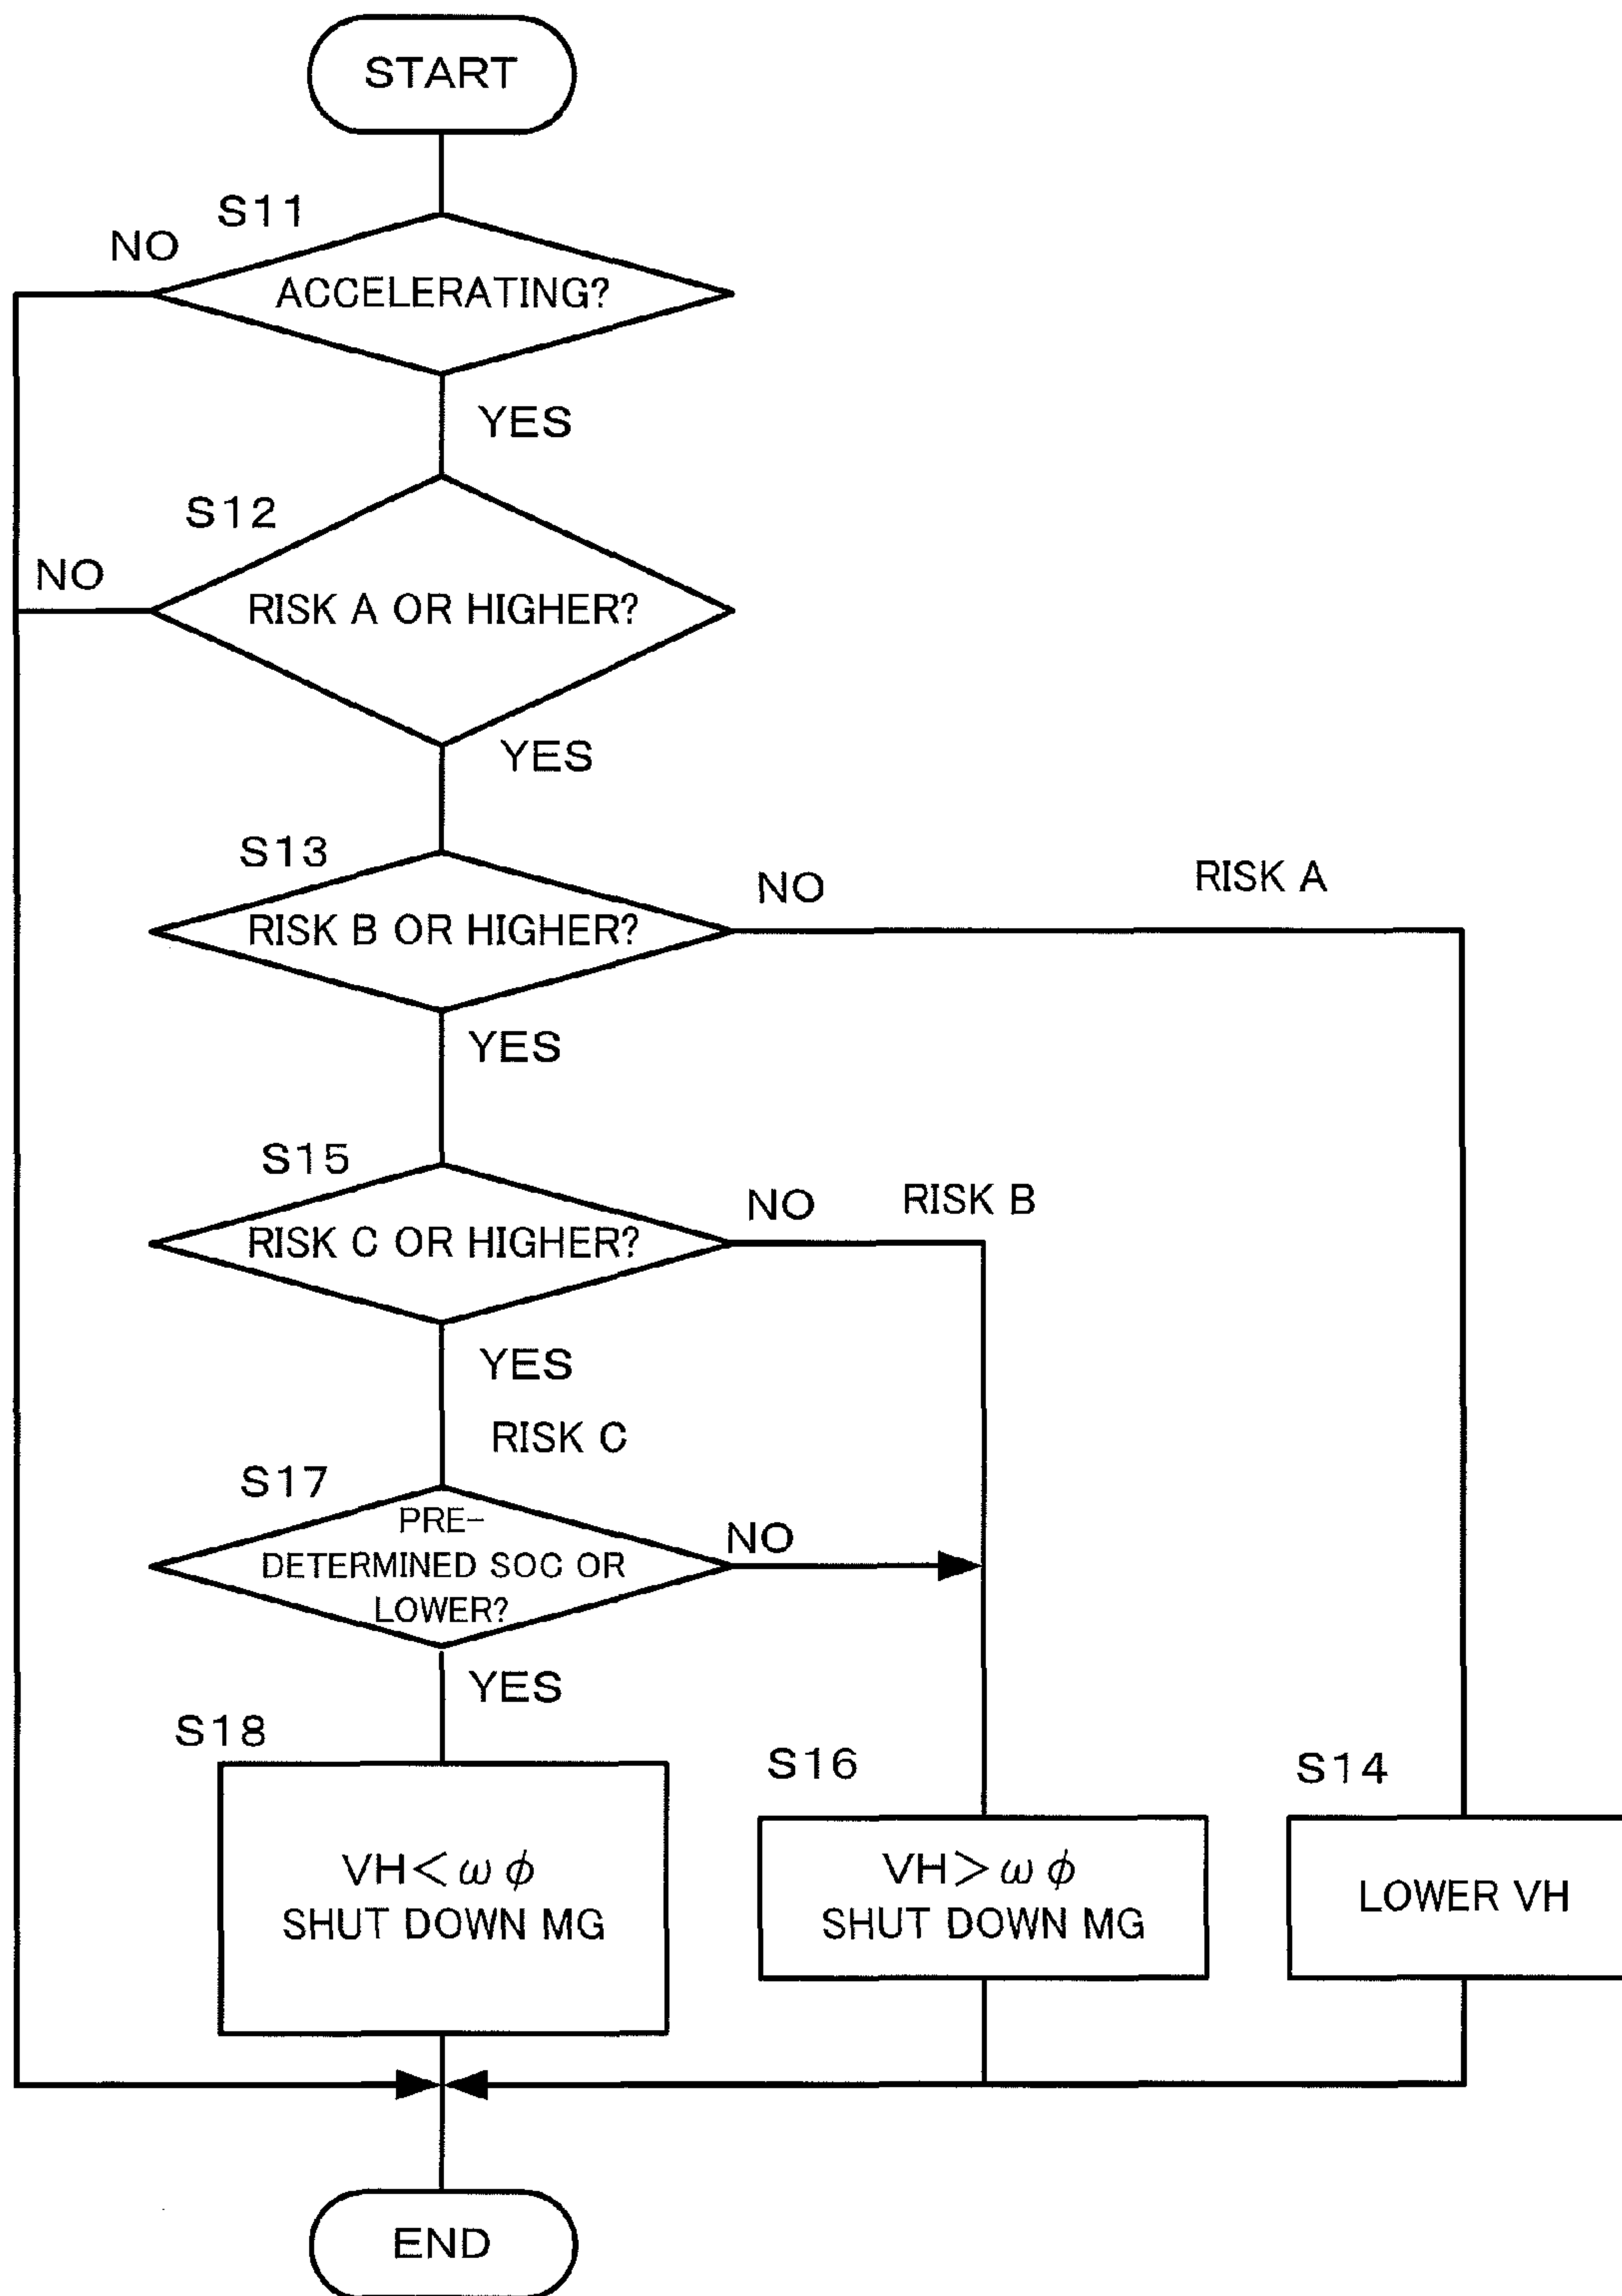 START
S11
NO
ACCELERATING?
YES
S12
NO
RISK A OR HIGHER?
YES
S13
NO
RISK A
RISK B OR HIGHER?
YES
S15
NO
RISK B
RISK C OR HIGHER?
YES
RISK C
S17
PRE-
DETERMINED SOC OR
LOWER?
NO
YES
S18
VH<ωϕ
SHUT DOWN MG
S16
VH>ωϕ
SHUT DOWN MG
S14
LOWER VH
END